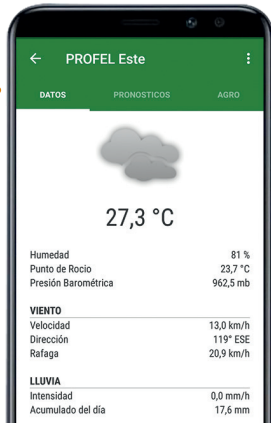 PROFEL Este
DATOS PRONOSTICOS AGRO
27,3 °C
Humedad 81 %
Punto de Rocio 23,7 °C
Presión Barométrica 962,5 mb
VIENTO
Velocidad 13,0 km/h
Dirección 119° ESE
Rafaga 20,9 km/h
LLUVIA
Intensidad 0,0 mm/h
Acumulado del día 17,6 mm